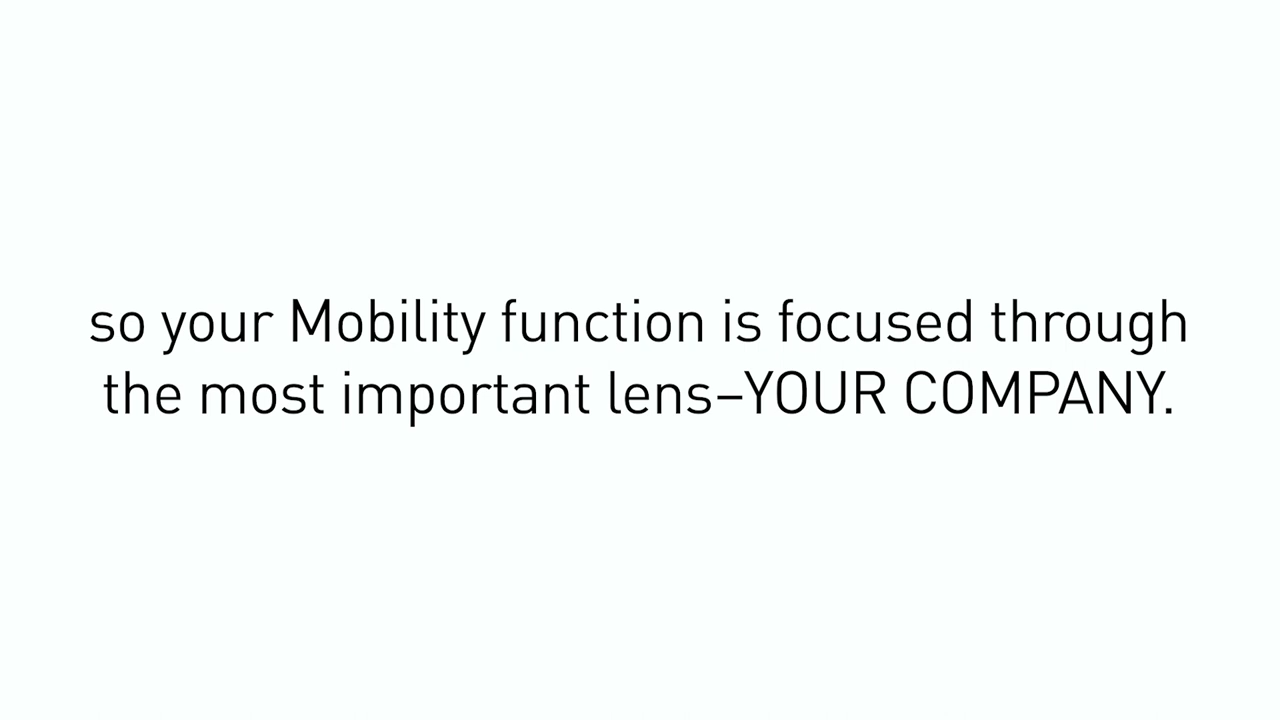 so your Mobility function is focused through
the most important lens–YOUR COMPANY.